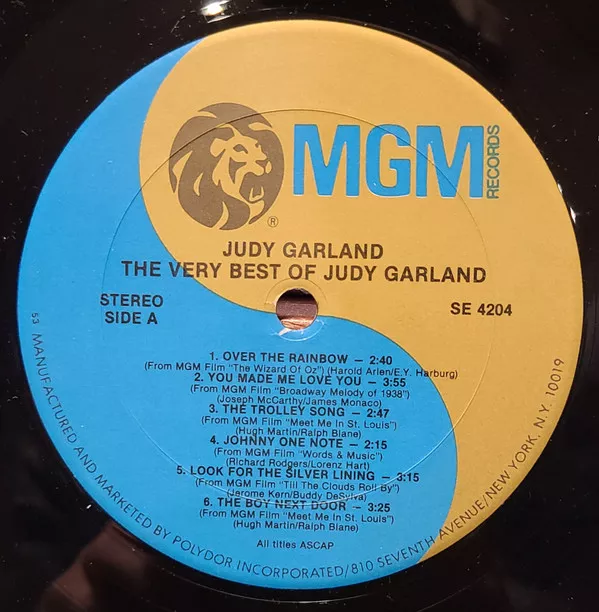 MGM
RECORDS
®
JUDY GARLAND
THE VERY BEST OF JUDY GARLAND
STEREO
SIDE A
SE 4204
1. OVER THE RAINBOW — 2:40
(From MGM Film "The Wizard Of Oz") (Harold Arlen/E.Y. Harburg)
2. YOU MADE ME LOVE YOU — 3:55
(From MGM Film "Broadway Melody of 1938")
(Joseph McCarthy/James Monaco)
3. THE TROLLEY SONG — 2:47
(From MGM Film "Meet Me In St. Louis")
(Hugh Martin/Ralph Blane)
4. JOHNNY ONE NOTE — 2:15
(From MGM Film "Words & Music")
(Richard Rodgers/Lorenz Hart)
5. LOOK FOR THE SILVER LINING — 3:15
(From MGM Film "Till The Clouds Roll By")
(Jerome Kern/Buddy DeSylva)
6. THE BOY NEXT DOOR — 3:25
(From MGM Film "Meet Me In St. Louis")
(Hugh Martin/Ralph Blane)
All titles ASCAP
53 MANUFACTURED AND MARKETED BY POLYDOR INCORPORATED/810 SEVENTH AVENUE/NEW YORK, N.Y. 10019